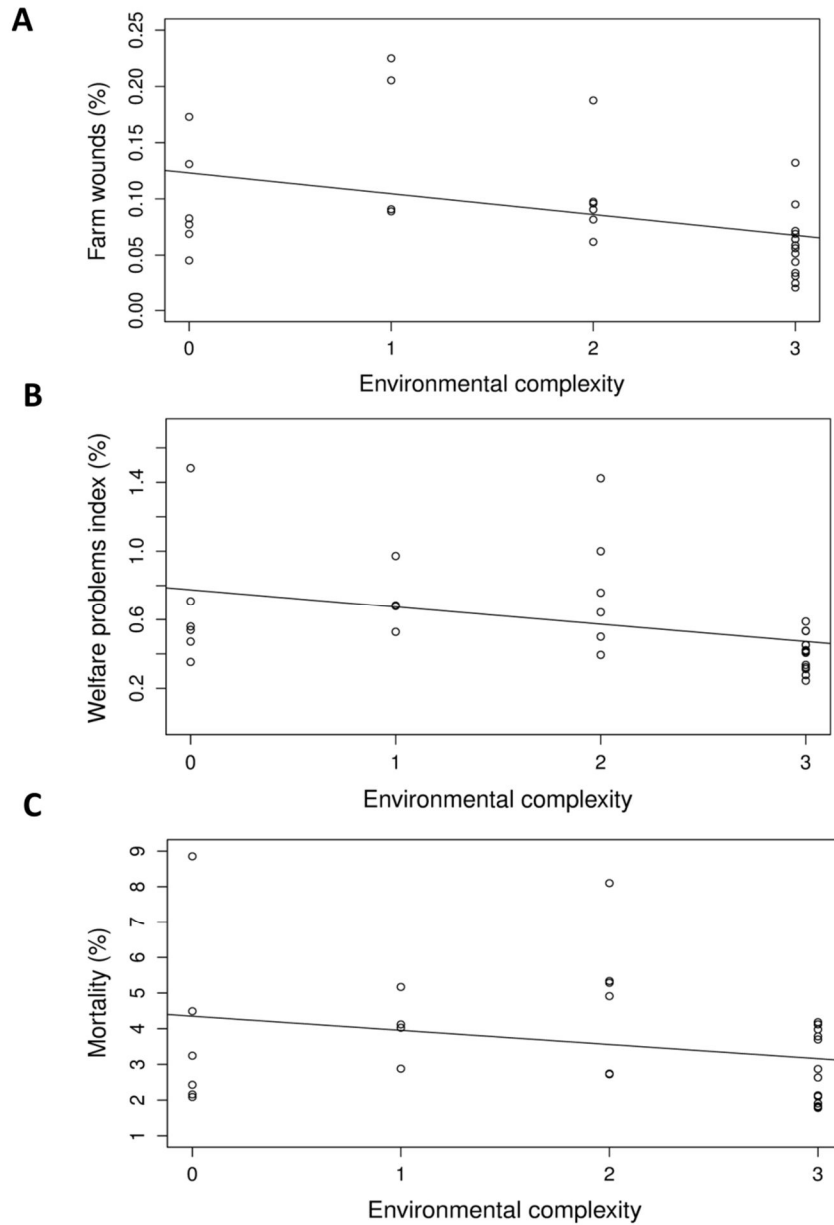 A
Farm wounds (%)
0.25
0.20
0.15
0.10
0.05
0.00
0 1 2 3
Environmental complexity
B
Welfare problems index (%)
1.4
1.0
0.6
0.2
0 1 2 3
Environmental complexity
C
Mortality (%)
9
8
7
6
5
4
3
2
1
0 1 2 3
Environmental complexity